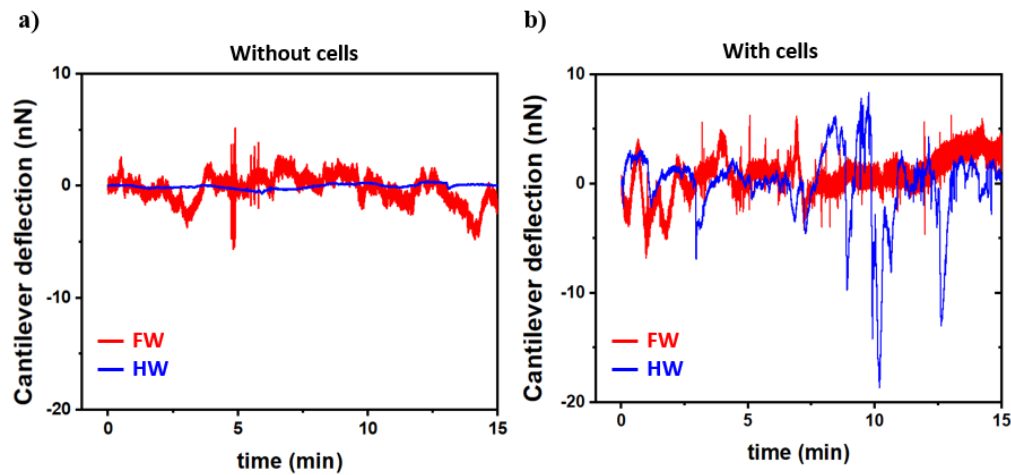 a)
Without cells
Cantilever deflection (nN)
10
0
-10
-20
FW
HW
0
5
10
15
time (min)
b)
With cells
Cantilever deflection (nN)
10
0
-10
-20
FW
HW
0
5
10
15
time (min)